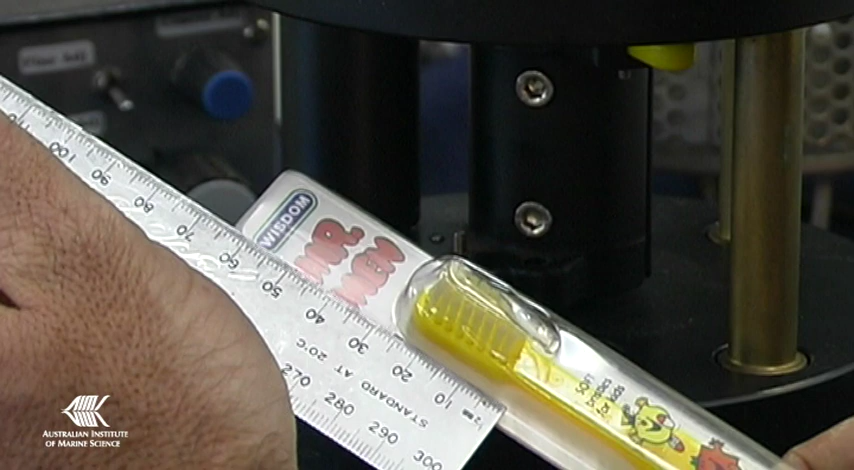 WISDOM
MR.
MEN
100
90
80
70
60
50
40
30
20
10
STANDARD AT 20°C
270
280
290
300
AUSTRALIAN INSTITUTE
OF MARINE SCIENCE